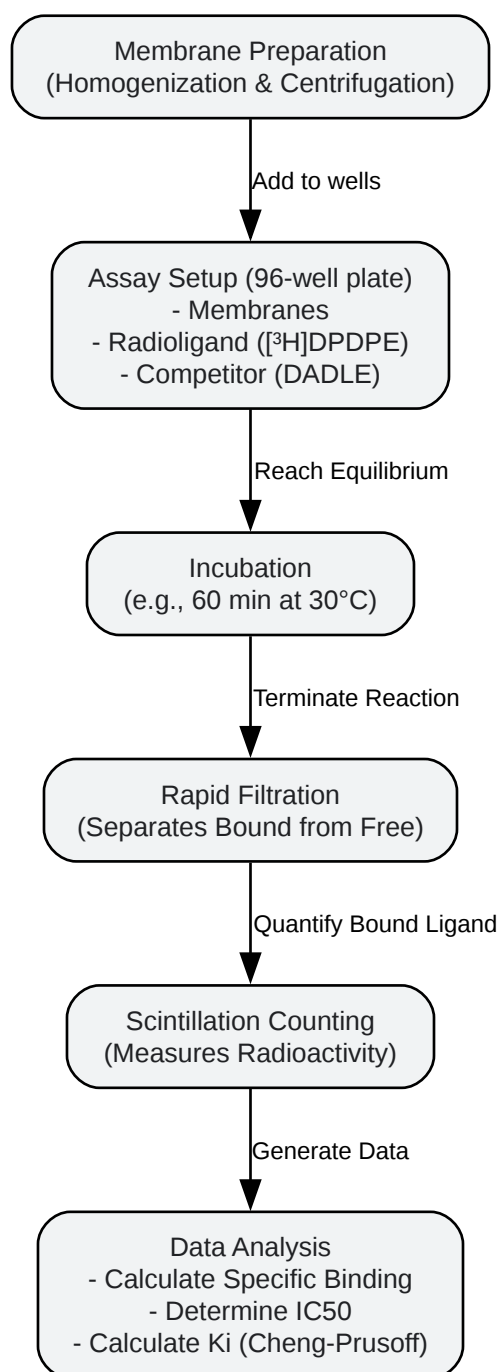 Membrane Preparation
(Homogenization & Centrifugation)
Add to wells
Assay Setup (96-well plate)
- Membranes
- Radioligand ([³H]DPDPE)
- Competitor (DADLE)
Reach Equilibrium
Incubation
(e.g., 60 min at 30°C)
Terminate Reaction
Rapid Filtration
(Separates Bound from Free)
Quantify Bound Ligand
Scintillation Counting
(Measures Radioactivity)
Generate Data
Data Analysis
- Calculate Specific Binding
- Determine IC50
- Calculate Ki (Cheng-Prusoff)